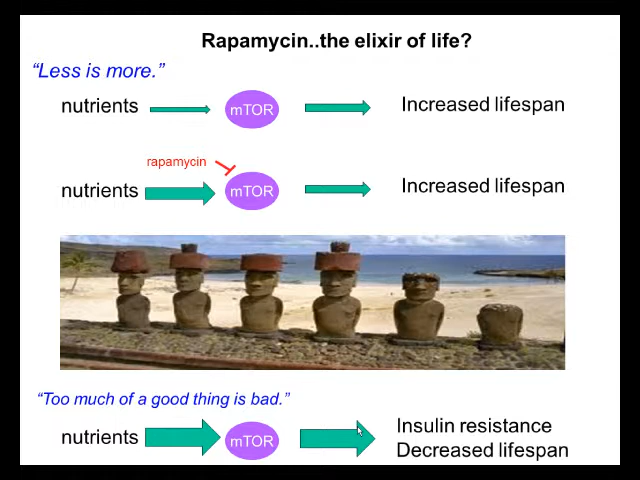 Rapamycin..the elixir of life?
“Less is more.”
nutrients mTOR Increased lifespan
rapamycin
nutrients mTOR Increased lifespan
“Too much of a good thing is bad.”
nutrients mTOR Insulin resistance
Decreased lifespan